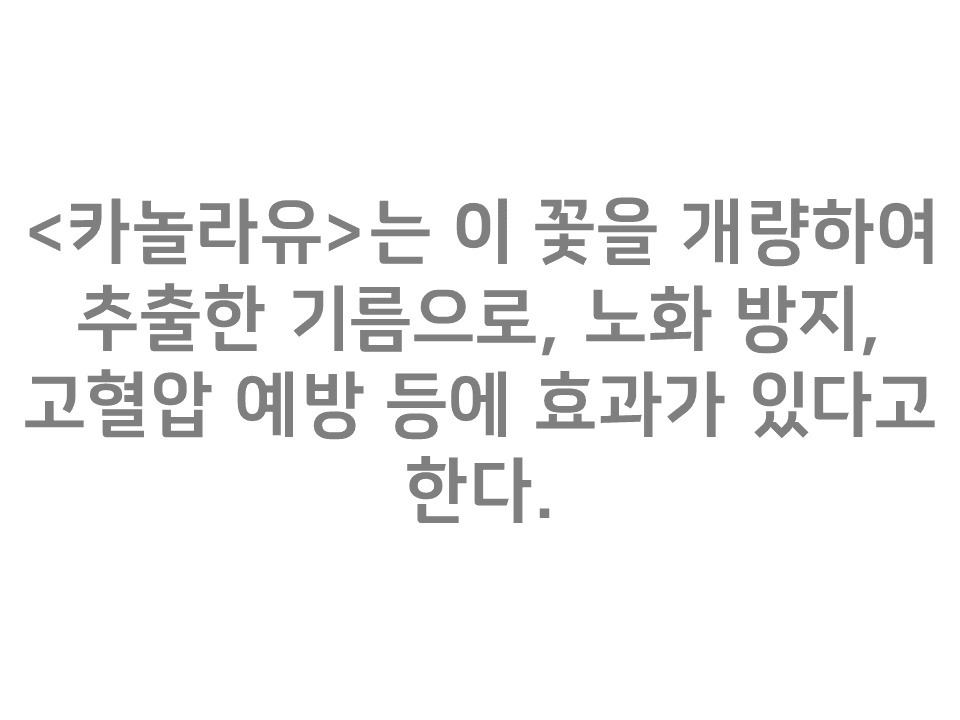 <카놀라유>는 이 꽃을 개량하여
추출한 기름으로, 노화 방지,
고혈압 예방 등에 효과가 있다고
한다.